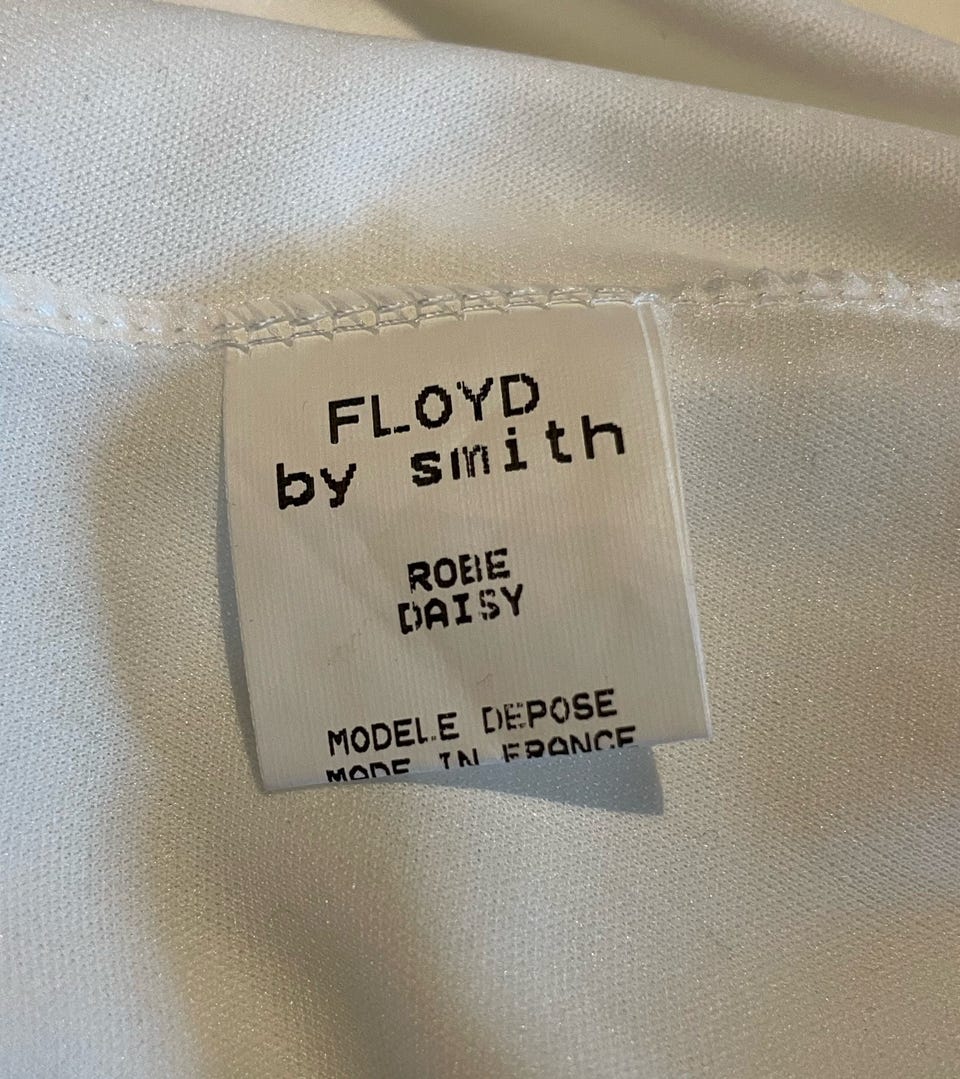 FLOYD
by smith
ROBE
DAISY
MODELE DEPOSE
MADE IN FRANCE